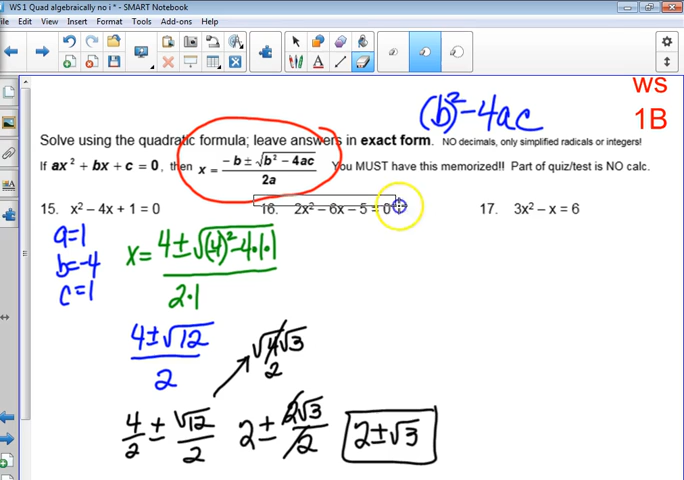 WS 1 Quad algebraically no i * - SMART Notebook
File Edit View Insert Format Tools Add-ons Help
WS
1B
(b)² - 4ac
Solve using the quadratic formula; leave answers in exact form. NO decimals, only simplified radicals or integers!
If ax² + bx + c = 0, then x = (-b ± √(b² - 4ac)) / 2a You MUST have this memorized!! Part of quiz/test is NO calc.
15. x² - 4x + 1 = 0 16. 2x² - 6x - 5 = 0 17. 3x² - x = 6
a=1
b=-4
c=1
x= (4 ± √((4)² - 4·1·1)) / 2·1
(4 ± √12) / 2
√4√3
2
4/2 ± √12/2 2 ± 2√3/2 2 ± √3